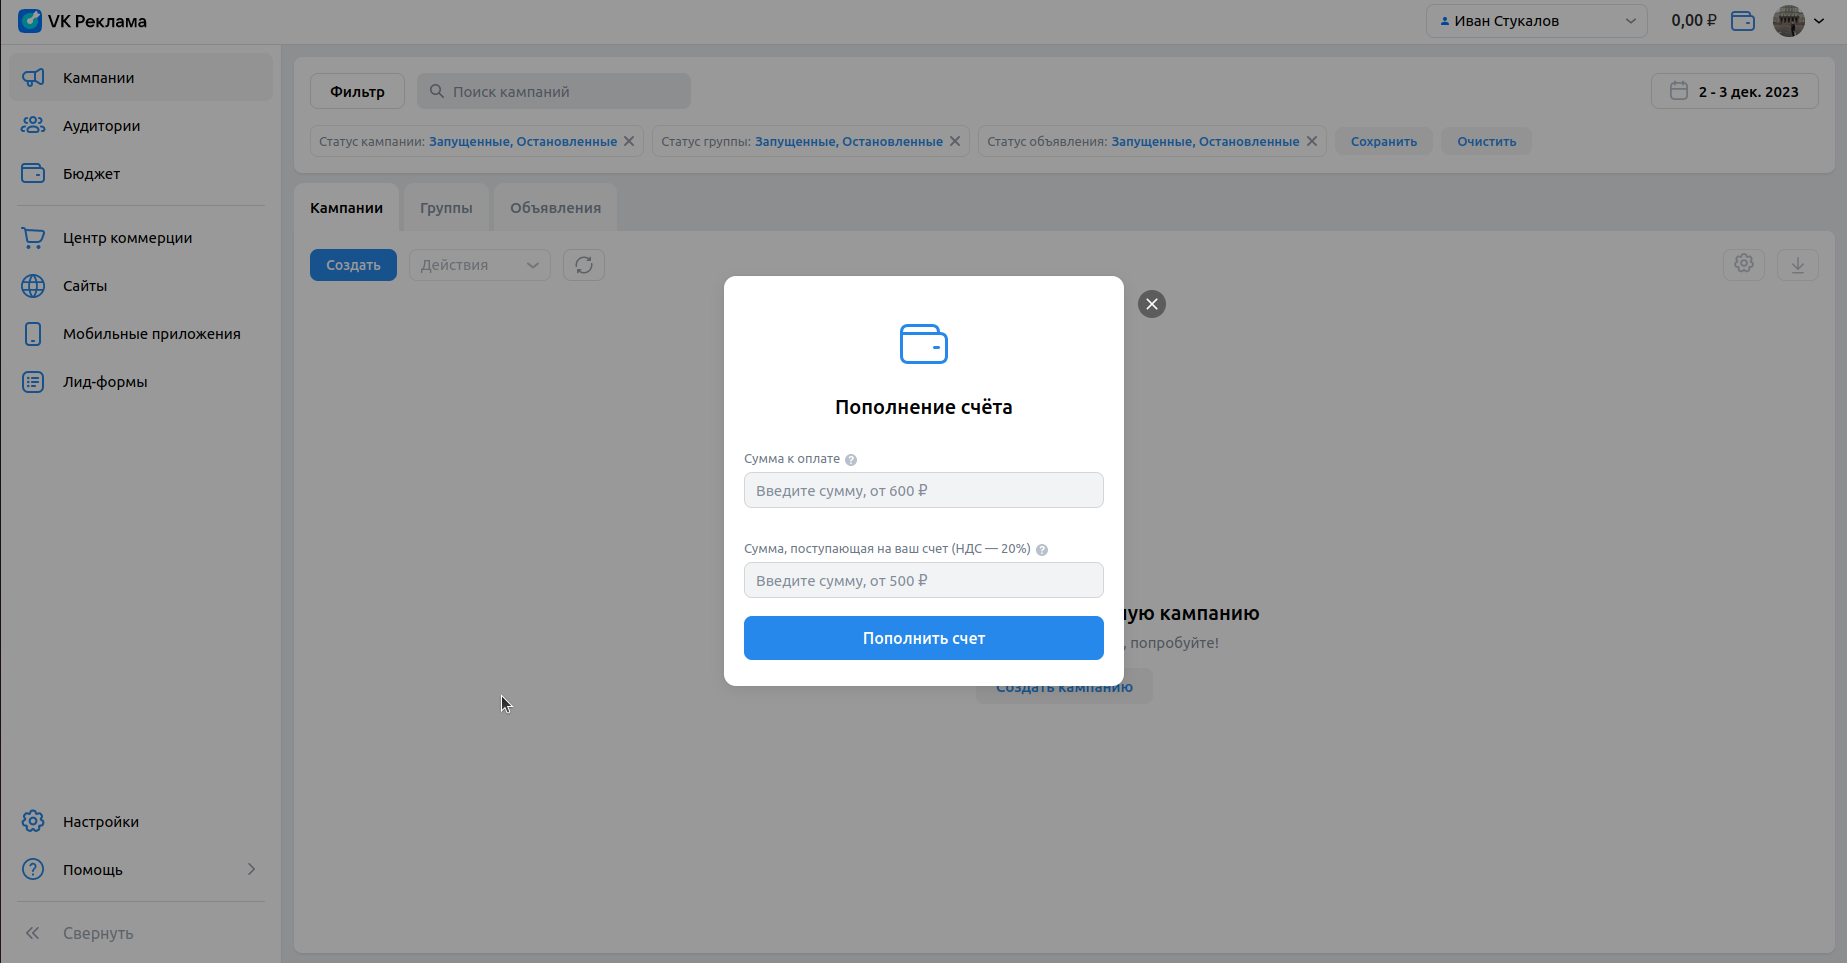 VK Реклама
Иван Стукалов
0,00 ₽
Кампании
Аудитории
Бюджет
Центр коммерции
Сайты
Мобильные приложения
Лид-формы
Настройки
Помощь
Свернуть
Фильтр
Поиск кампаний
2 - 3 дек. 2023
Статус кампании: Запущенные, Остановленные
Статус группы: Запущенные, Остановленные
Статус объявления: Запущенные, Остановленные
Сохранить
Очистить
Кампании
Группы
Объявления
Создать
Действия
Пополнение счёта
Сумма к оплате ?
Введите сумму, от 600 ₽
Сумма, поступающая на ваш счет (НДС — 20%) ?
Введите сумму, от 500 ₽
Пополнить счет
кампанию
, попробуйте!
Создать кампанию